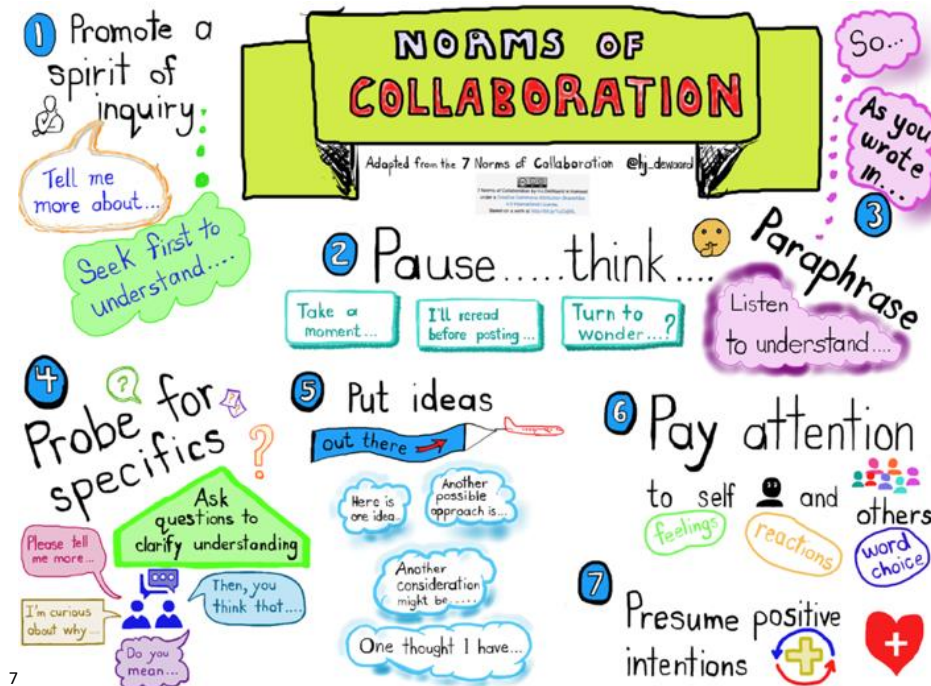 NORMS OF
COLLABORATION
Adapted from the 7 Norms of Collaboration @hj_dewaard
1
Promote a
spirit of
inquiry
Tell me
more about...
Seek first to
understand....
2
Pause.....think....
Take a
moment...
I'll reread
before posting...
Turn to
wonder...?
So...
As you
wrote
in...
3
Paraphrase
Listen
to understand....
4
?
Probe for
specifics
?
Ask
questions to
clarify understanding
Please tell
me more...
I'm curious
about why...
Then, you
think that....
Do you
mean....
5
Put ideas
out there
Here is
one idea..
Another
possible
approach is...
Another
consideration
might be.....
One thought I have...
6
Pay attention
to self and
others
feelings
reactions
word
choice
7
Presume positive
intentions
7